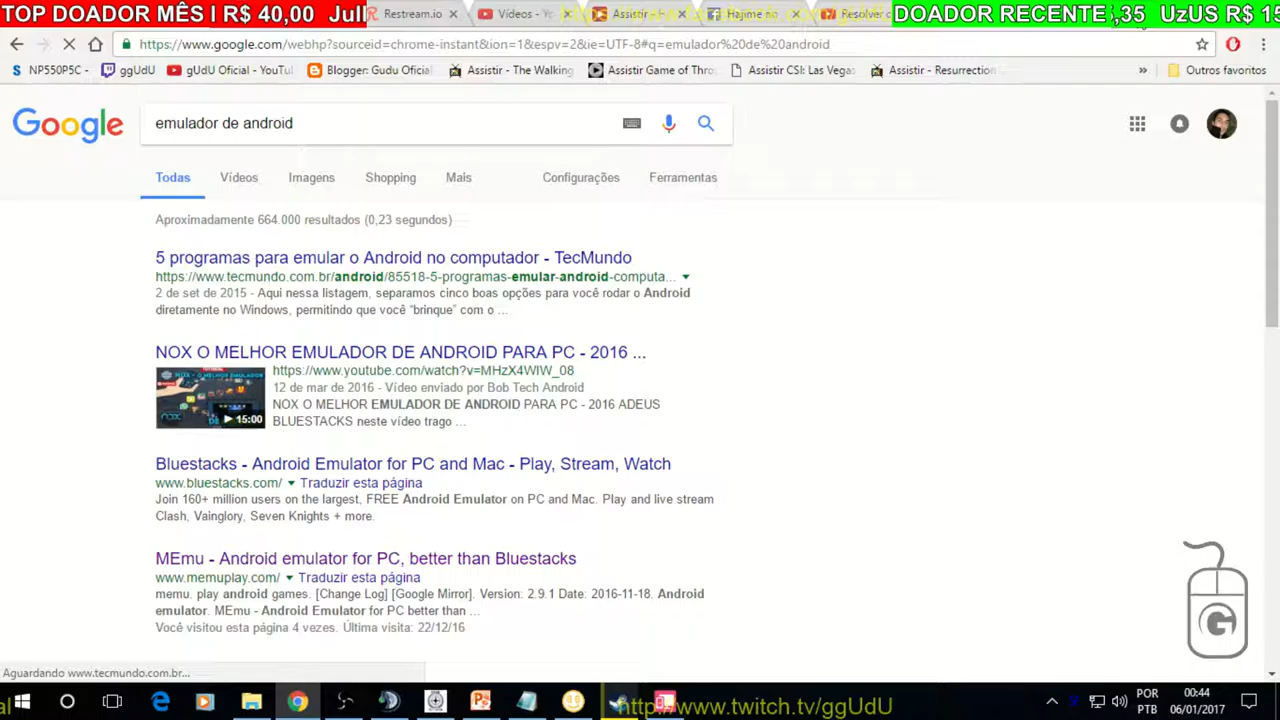 TOP DOADOR MÊS I R$ 40,00 Jull
Restream.io
Vídeos - Yo
Assistir
Hajime no
Resolver c
DOADOR RECENTE ,35 UzUS R$ 15
https://www.google.com/webhp?sourceid=chrome-instant&ion=1&espv=2&ie=UTF-8#q=emulador%20de%20android
NP550P5C -
ggUdU
gUdU Oficial - YouTu
Blogger: Gudu Oficial
Assistir - The Walking
Assistir Game of Thro
Assistir CSI: Las Vegas
Assistir - Resurrection
» Outros favoritos
Google
emulador de android
Todas Vídeos Imagens Shopping Mais Configurações Ferramentas
Aproximadamente 664.000 resultados (0,23 segundos)
5 programas para emular o Android no computador - TecMundo
https://www.tecmundo.com.br/android/85518-5-programas-emular-android-computa...
2 de set de 2015 - Aqui nessa listagem, separamos cinco boas opções para você rodar o Android
diretamente no Windows, permitindo que você “brinque” com o ...
NOX O MELHOR EMULADOR DE ANDROID PARA PC - 2016 ...
https://www.youtube.com/watch?v=MHzX4WIW_08
12 de mar de 2016 - Vídeo enviado por Bob Tech Android
NOX O MELHOR EMULADOR DE ANDROID PARA PC - 2016 ADEUS
BLUESTACKS neste vídeo trago ...
15:00
Bluestacks - Android Emulator for PC and Mac - Play, Stream, Watch
www.bluestacks.com/ Traduzir esta página
Join 160+ million users on the largest, FREE Android Emulator on PC and Mac. Play and live stream
Clash, Vainglory, Seven Knights + more.
MEmu - Android emulator for PC, better than Bluestacks
www.memuplay.com/ Traduzir esta página
memu. play android games. [Change Log] [Google Mirror]. Version: 2.9.1 Date: 2016-11-18. Android
emulator. MEmu - Android Emulator for PC better than ...
Você visitou esta página 4 vezes. Última visita: 22/12/16
Aguardando www.tecmundo.com.br...
al
http://www.twitch.tv/ggUdU
POR
PTB
00:44
06/01/2017